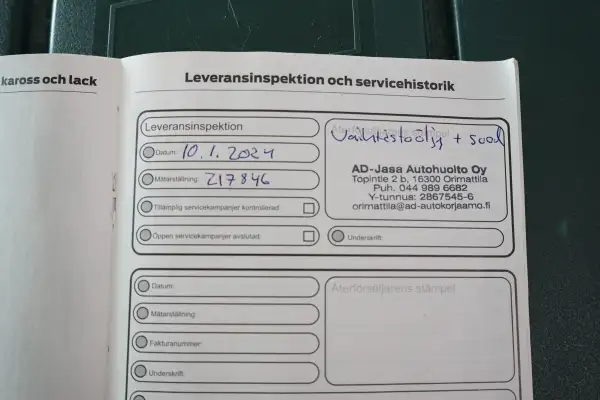 kaross och lack
Leveransinspektion och servicehistorik
Leveransinspektion
Datum: 10.1.2024
Mätarställning: 217846
Tillämplig servicekampanjer kontrollerad:
Öppen servicekampanjer avslutad:
Vaihteistoöljy + suod
AD-Jasa Autohuolto Oy
Topintie 2 b, 16300 Orimattila
Puh. 044 989 6682
Y-tunnus: 2867545-6
orimattila@ad-autokorjaamo.fi
Underskrift:
Datum:
Mätarställning:
Fakturanummer:
Underskrift:
Återförsäljarens stämpel